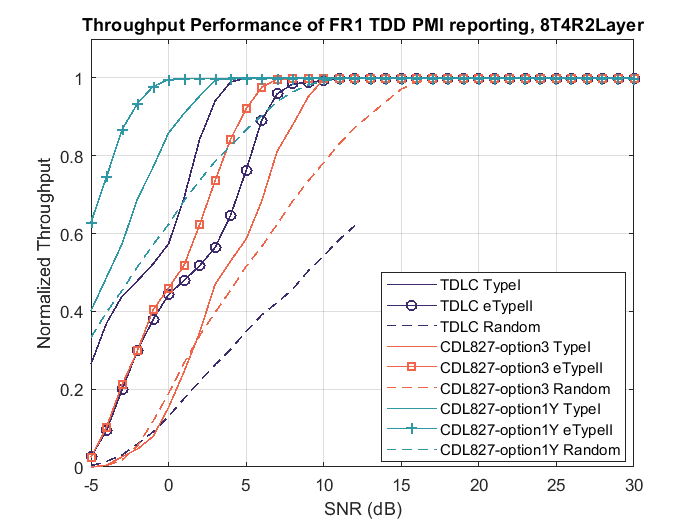 Throughput Performance of FR1 TDD PMI reporting, 8T4R2Layer
Normalized Throughput
1
0.8
0.6
0.4
0.2
0
-5
0
5
10
15
20
25
30
SNR (dB)
TDLC TypeI
TDLC eTypeII
TDLC Random
CDL827-option3 TypeI
CDL827-option3 eTypeII
CDL827-option3 Random
CDL827-option1Y TypeI
CDL827-option1Y eTypeII
CDL827-option1Y Random